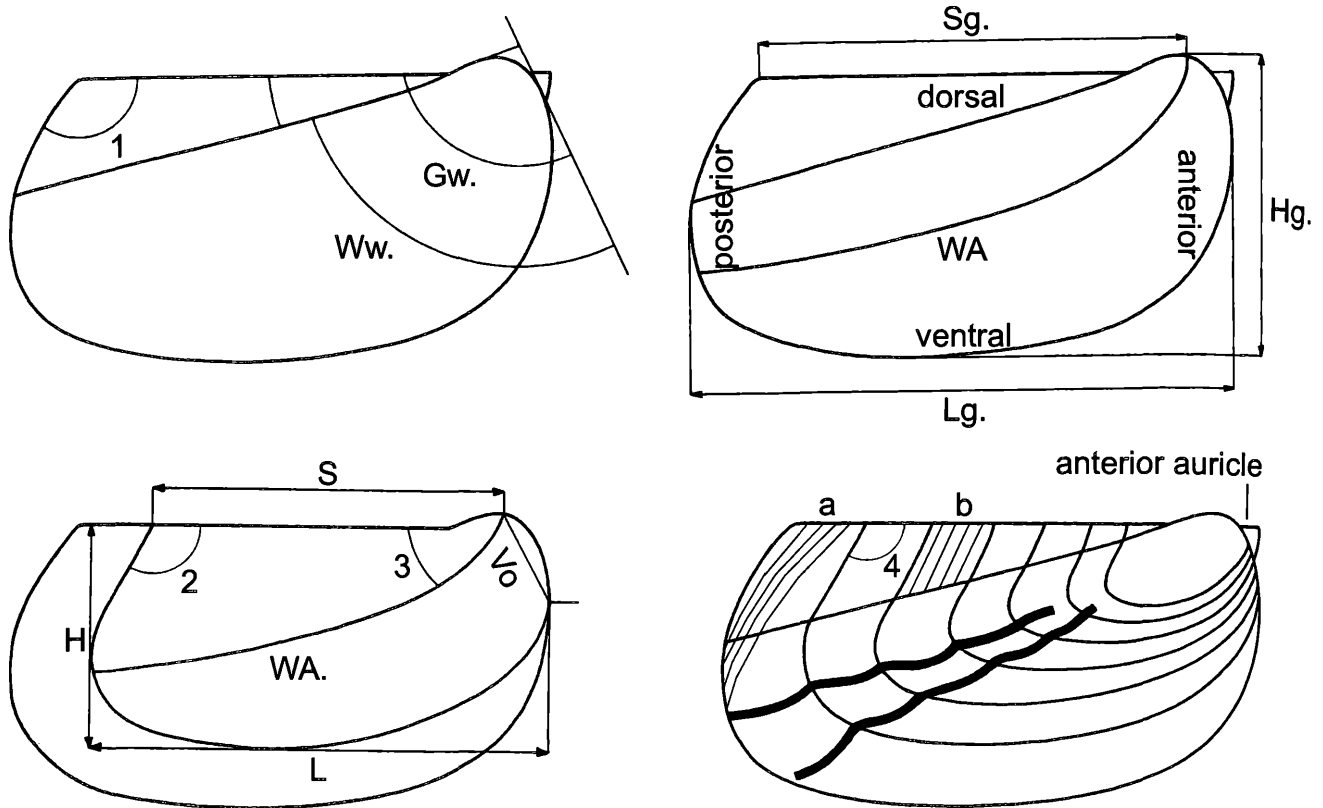 1
Gw.
Ww.
Sg.
dorsal
posterior
anterior
Hg.
WA
ventral
Lg.
S
2
3
Vo
H
WA.
L
anterior auricle
a
b
4